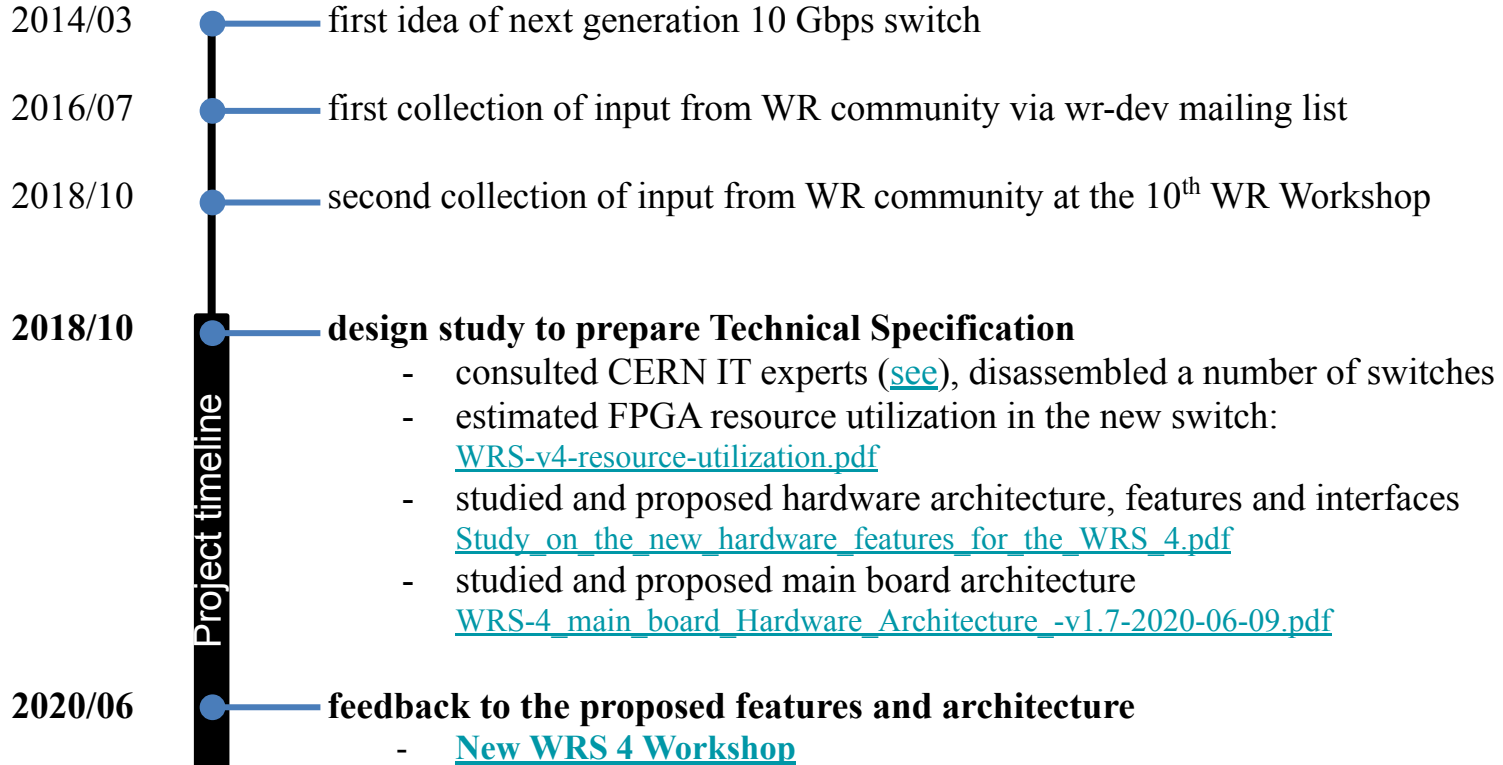 2014/03 first idea of next generation 10 Gbps switch
2016/07 first collection of input from WR community via wr-dev mailing list
2018/10 second collection of input from WR community at the 10th WR Workshop
2018/10 design study to prepare Technical Specification
- consulted CERN IT experts (see), disassembled a number of switches
- estimated FPGA resource utilization in the new switch:
WRS-v4-resource-utilization.pdf
- studied and proposed hardware architecture, features and interfaces
Study_on_the_new_hardware_features_for_the_WRS_4.pdf
- studied and proposed main board architecture
WRS-4_main_board_Hardware_Architecture_-v1.7-2020-06-09.pdf
Project timeline
2020/06 feedback to the proposed features and architecture
- New WRS 4 Workshop